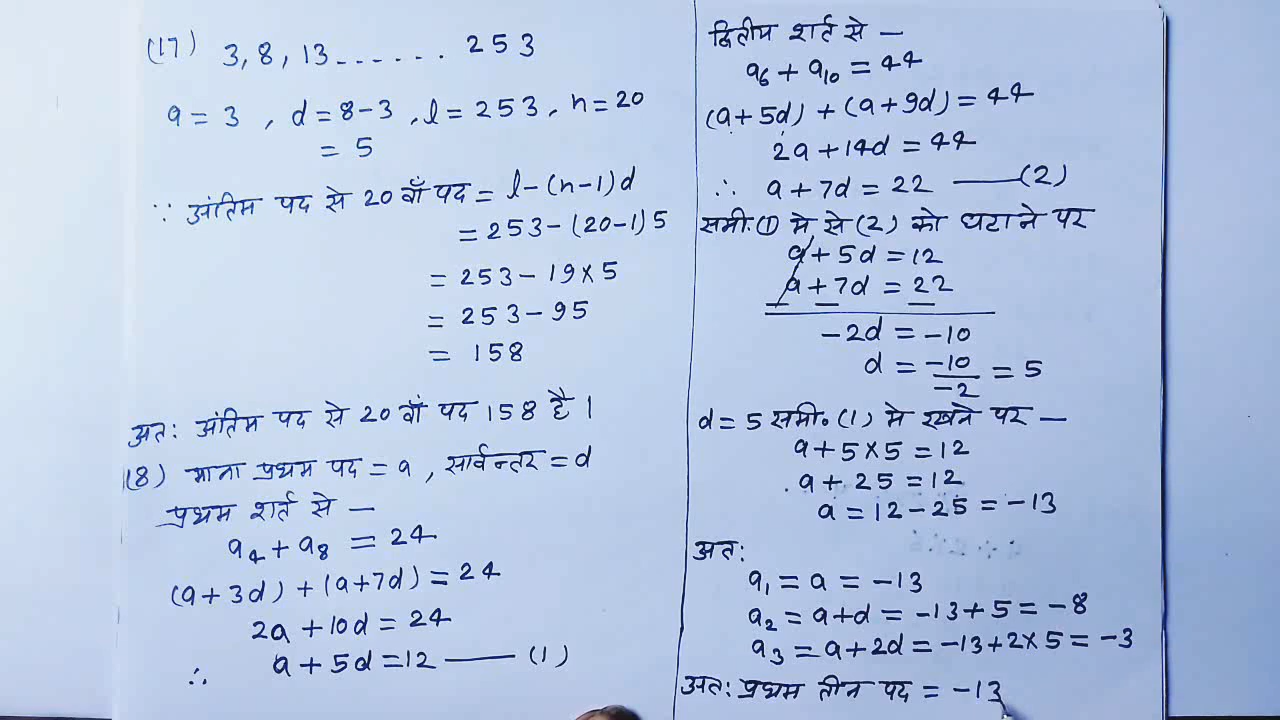 (17) 3, 8, 13 ------. 253
a = 3 , d = 8-3 , l = 253, n = 20
= 5
∵ अंतिम पद से 20 वाँ पद = l-(n-1)d
= 253-(20-1)5
= 253-19×5
= 253-95
= 158
अतः अंतिम पद से 20 वाँ पद 158 है।
(18) माना प्रथम पद = a , सार्वन्तर = d
प्रथम शर्त से —
a₄ + a₈ = 24
(a+3d) + (a+7d) = 24
2a + 10d = 24
∴ a + 5d = 12 —— (1)
द्वितीय शर्त से —
a₆ + a₁₀ = 44
(a+5d) + (a+9d) = 44
2a + 14d = 44
∴ a + 7d = 22 ——(2)
समी.① मे से (2) को घटाने पर
a + 5d = 12
a + 7d = 22
— — —
-2d = -10
d = -10/-2 = 5
d = 5 समी० (1) मे रखने पर —
a + 5×5 = 12
a + 25 = 12
a = 12 - 25 = -13
अतः
a₁ = a = -13
a₂ = a+d = -13+5 = -8
a₃ = a+2d = -13+2×5 = -3
अतः प्रथम तीन पद = -13